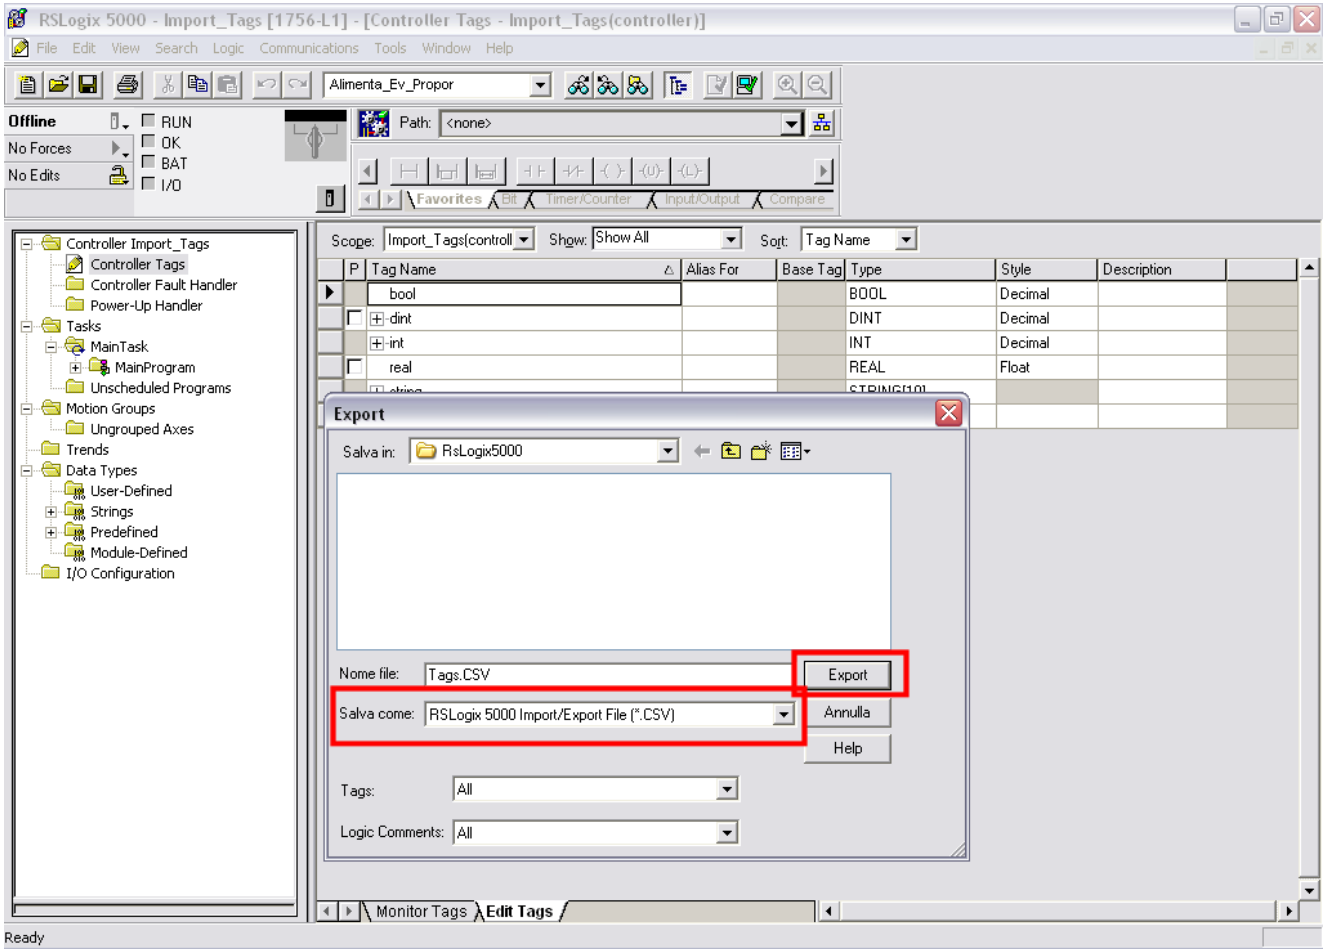 RSLogix 5000 - Import_Tags [1756-L1] - [Controller Tags - Import_Tags(controller)]
File Edit View Search Logic Communications Tools Window Help
Alimenta_Ev_Propor
Offline
RUN
No Forces
OK
BAT
No Edits
I/O
Path: <none>
Favorites Bit Timer/Counter Input/Output Compare
Controller Import_Tags
Controller Tags
Controller Fault Handler
Power-Up Handler
Tasks
MainTask
MainProgram
Unscheduled Programs
Motion Groups
Ungrouped Axes
Trends
Data Types
User-Defined
Strings
Predefined
Module-Defined
I/O Configuration
Scope: Import_Tags(controll Show: Show All Sort: Tag Name
P Tag Name Alias For Base Tag Type Style Description
bool BOOL Decimal
dint DINT Decimal
int INT Decimal
real REAL Float
string STRING[10]
Export
Salva in: RsLogix5000
Nome file: Tags.CSV Export
Salva come: RSLogix 5000 Import/Export File (*.CSV) Annulla
Help
Tags: All
Logic Comments: All
Monitor Tags Edit Tags
Ready